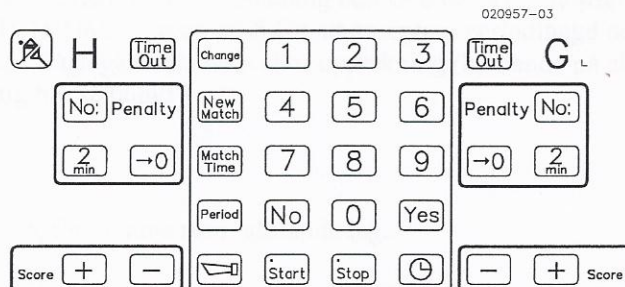 020957-03
H Time Out Change 1 2 3 Time Out G L
No: Penalty New Match 4 5 6 Penalty No:
2 min →0 Match Time 7 8 9 →0 2 min
Period No 0 Yes
Score + − Start Stop − + Score